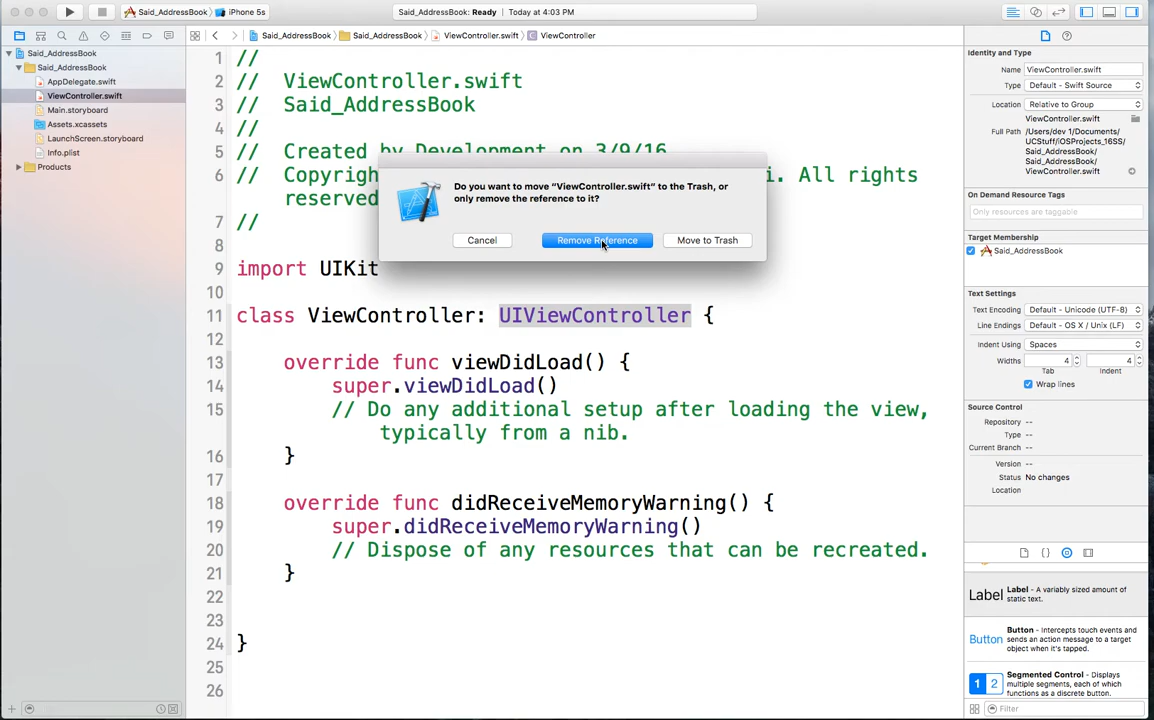 Said_AddressBook
iPhone 5s
Said_AddressBook: Ready
Today at 4:03 PM
Said_AddressBook
Said_AddressBook
ViewController.swift
ViewController
Said_AddressBook
Said_AddressBook
AppDelegate.swift
ViewController.swift
Main.storyboard
Assets.xcassets
LaunchScreen.storyboard
Info.plist
Products
1 //
2 // ViewController.swift
3 // Said_AddressBook
4 //
5 // Created by Development on 3/9/16.
6 // Copyrigh i. All rights
reserved
7 //
8
9 import UIKit
10
11 class ViewController: UIViewController {
12
13 override func viewDidLoad() {
14 super.viewDidLoad()
15 // Do any additional setup after loading the view,
typically from a nib.
16 }
17
18 override func didReceiveMemoryWarning() {
19 super.didReceiveMemoryWarning()
20 // Dispose of any resources that can be recreated.
21 }
22
23
24 }
25
26
Do you want to move “ViewController.swift” to the Trash, or
only remove the reference to it?
Cancel
Remove Reference
Move to Trash
Identity and Type
Name ViewController.swift
Type Default - Swift Source
Location Relative to Group
ViewController.swift
Full Path /Users/dev 1/Documents/
UCStuff/iOSProjects_16SS/
Said_AddressBook/
Said_AddressBook/
ViewController.swift
On Demand Resource Tags
Only resources are taggable
Target Membership
Said_AddressBook
Text Settings
Text Encoding Default - Unicode (UTF-8)
Line Endings Default - OS X / Unix (LF)
Indent Using Spaces
Widths 4 4
Tab Indent
Wrap lines
Source Control
Repository --
Type --
Current Branch --
Version --
Status No changes
Location
{ }
Label Label - A variably sized amount of
static text.
Button Button - Intercepts touch events and
sends an action message to a target
object when it's tapped.
1 2 Segmented Control - Displays
multiple segments, each of which
functions as a discrete button.
Filter